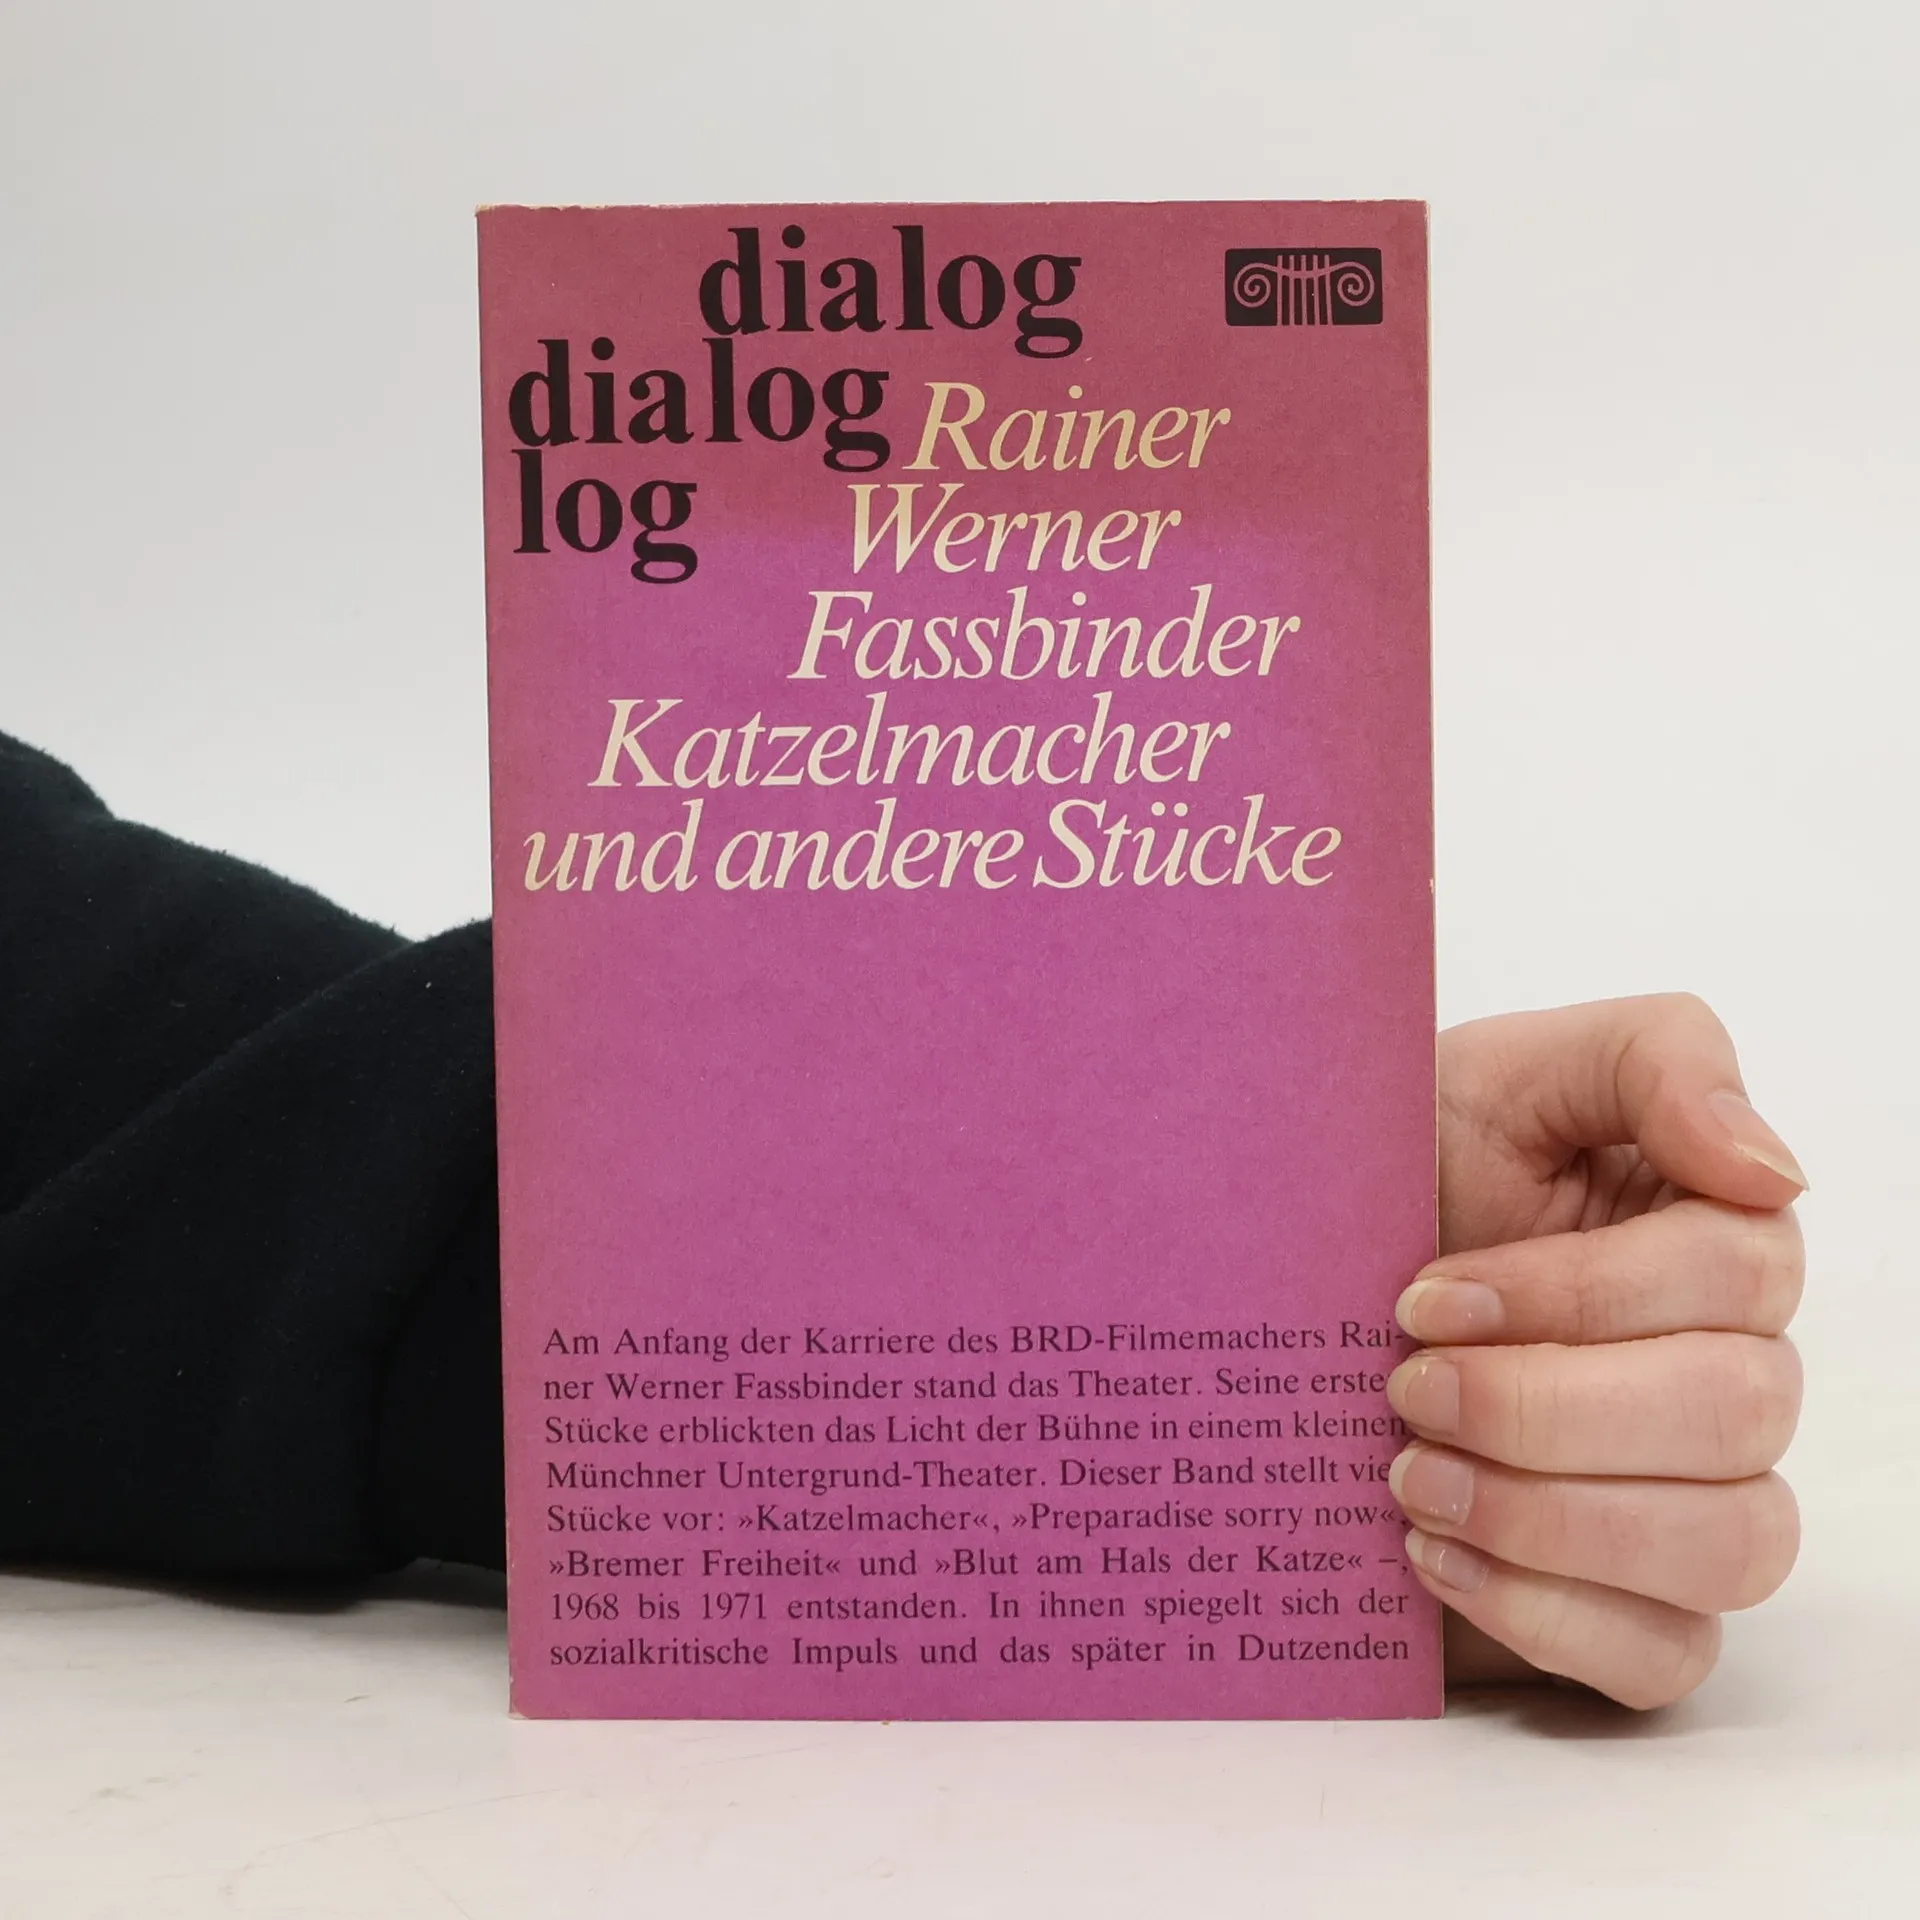 dialog
dialog
log
Rainer
Werner
Fassbinder
Katzelmacher
und andere Stücke
Am Anfang der Karriere des BRD-Filmemachers Rai-
ner Werner Fassbinder stand das Theater. Seine erste
Stücke erblickten das Licht der Bühne in einem kleinen
Münchner Untergrund-Theater. Dieser Band stellt
Stücke vor: »Katzelmacher«, »Preparadise sorry now«,
»Bremer Freiheit« und »Blut am Hals der Katze« –,
1968 bis 1971 entstanden. In ihnen spiegelt sich der
sozialkritische Impuls und das später in Dutzenden